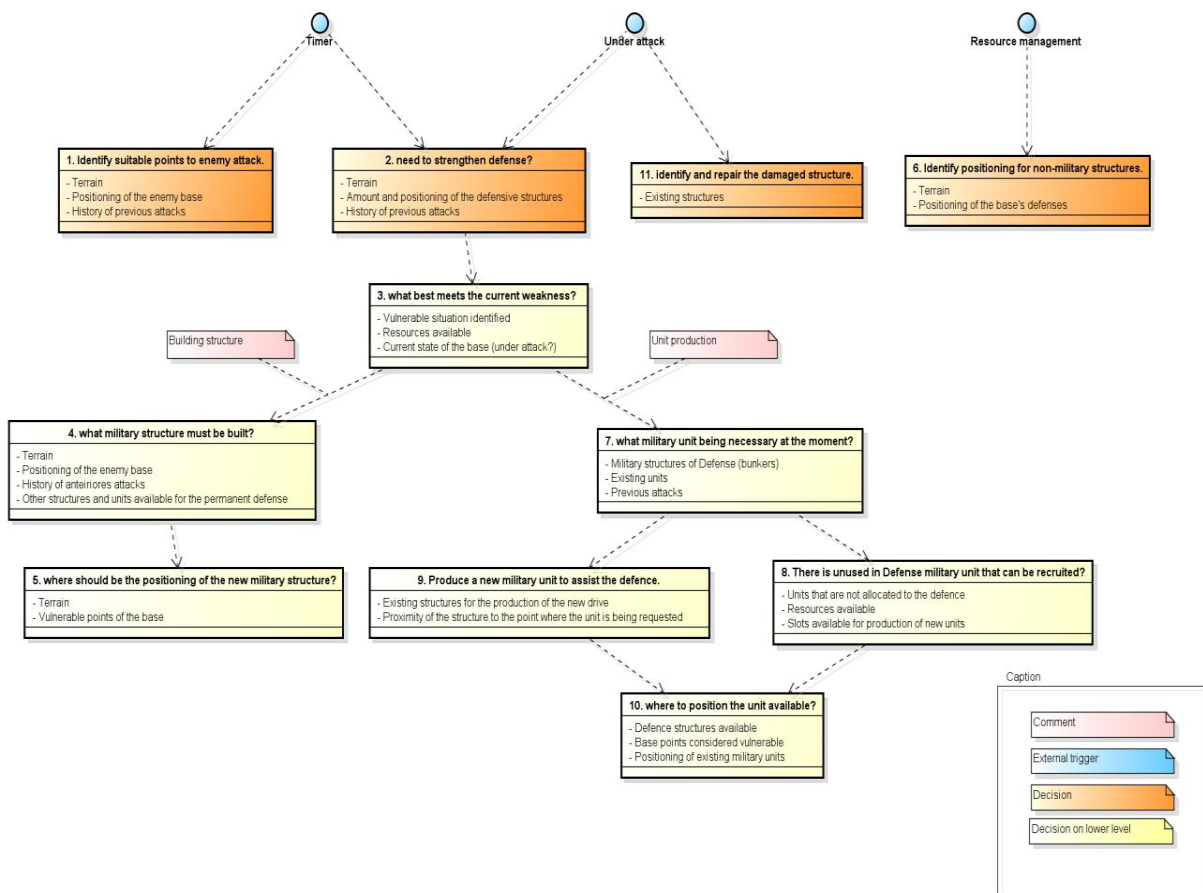 Timer
Under attack
Resource management
1. Identify suitable points to enemy attack.
- Terrain
- Positioning of the enemy base
- History of previous attacks
2. need to strengthen defense?
- Terrain
- Amount and positioning of the defensive structures
- History of previous attacks
11. identify and repair the damaged structure.
- Existing structures
6. Identify positioning for non-military structures.
- Terrain
- Positioning of the base's defenses
3. what best meets the current weakness?
- Vulnerable situation identified
- Resources available
- Current state of the base (under attack?)
Building structure
Unit production
4. what military structure must be built?
- Terrain
- Positioning of the enemy base
- History of anteiriores attacks
- Other structures and units available for the permanent defense
7. what military unit being necessary at the moment?
- Military structures of Defense (bunkers)
- Existing units
- Previous attacks
5. where should be the positioning of the new military structure?
- Terrain
- Vulnerable points of the base
9. Produce a new military unit to assist the defence.
- Existing structures for the production of the new drive
- Proximity of the structure to the point where the unit is being requested
8. There is unused in Defense military unit that can be recruited?
- Units that are not allocated to the defence
- Resources available
- Slots available for production of new units
10. where to position the unit available?
- Defence structures available
- Base points considered vulnerable
- Positioning of existing military units
Caption
Comment
External trigger
Decision
Decision on lower level